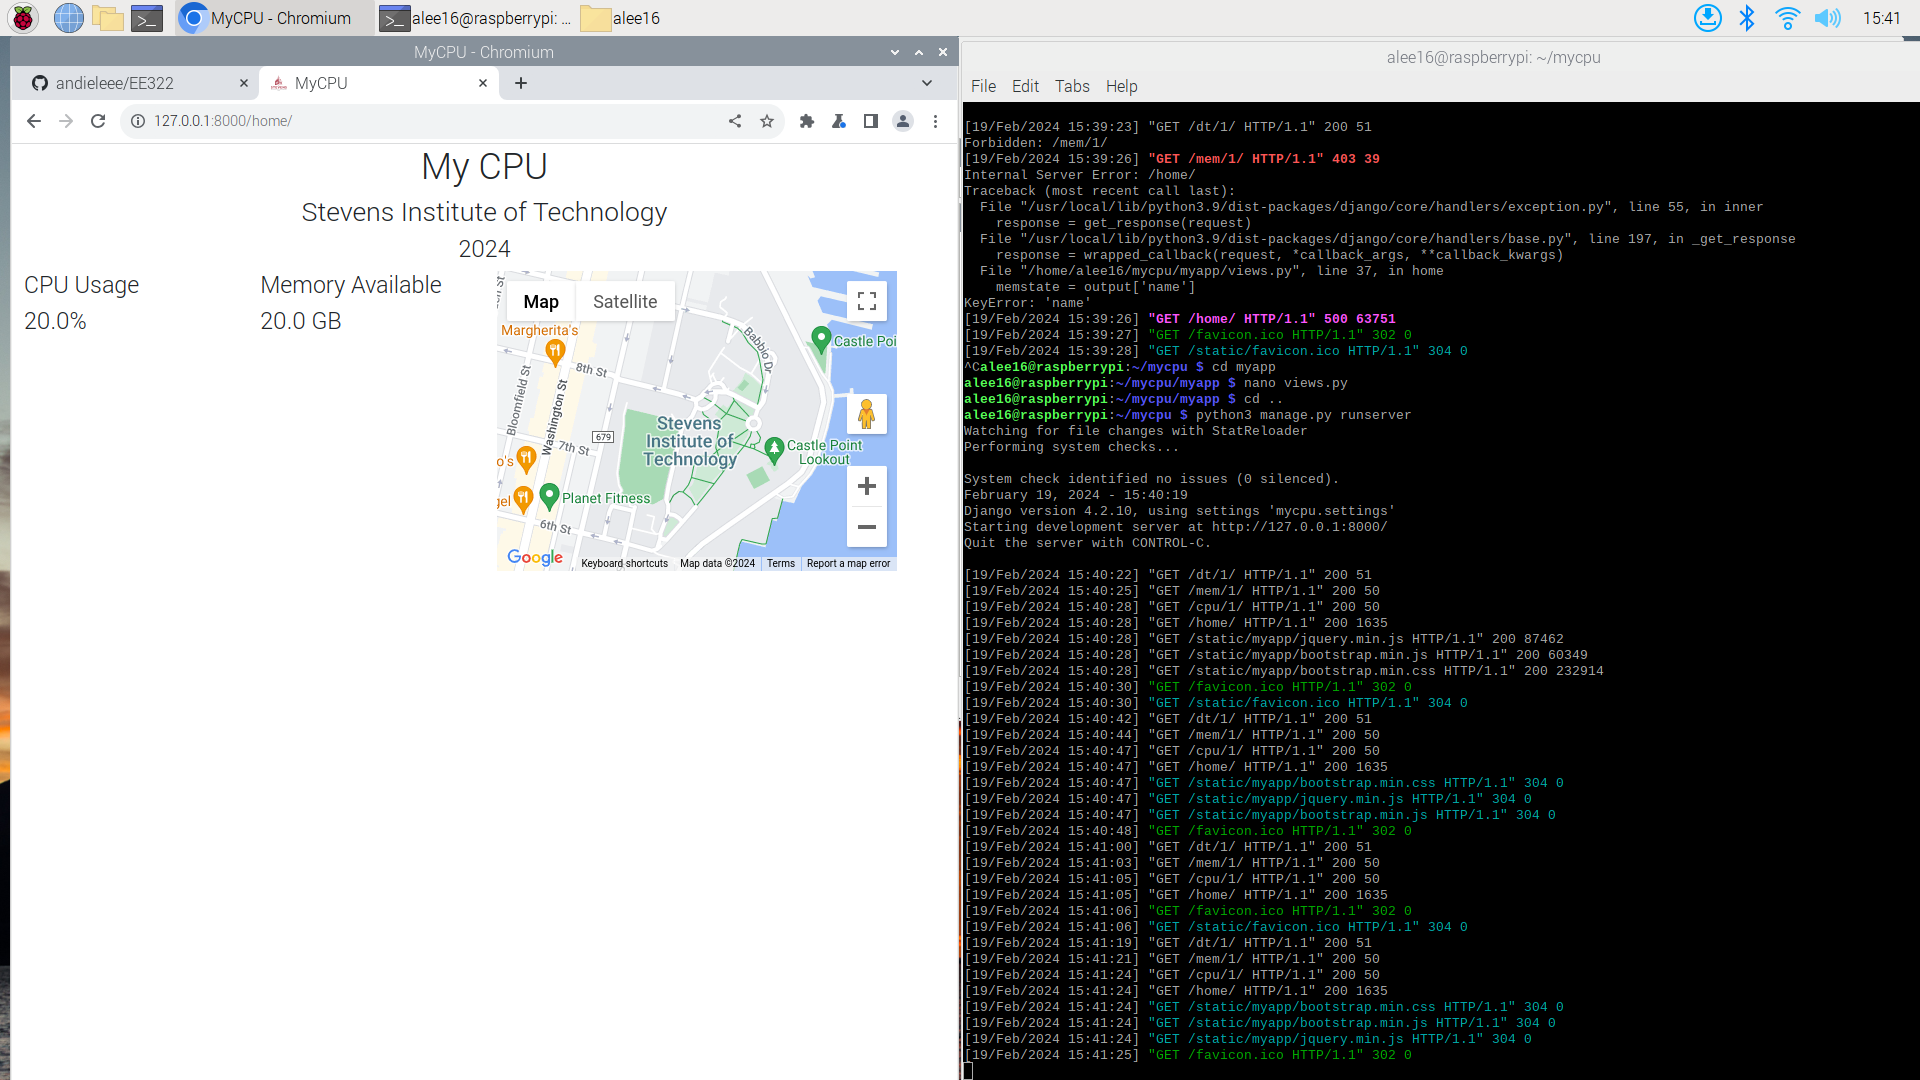 MyCPU - Chromium
alee16@raspberrypi: ...
alee16
15:41
MyCPU - Chromium
andieleee/EE322
MyCPU
127.0.0.1:8000/home/
My CPU
Stevens Institute of Technology
2024
CPU Usage
20.0%
Memory Available
20.0 GB
Map
Satellite
Margherita's
Babbio Dr
Castle Poi
8th St
Bloomfield St
Washington St
679
Stevens
Institute of
Technology
Castle Point
Lookout
7th St
o's
gel
Planet Fitness
6th St
Google
Keyboard shortcuts
Map data ©2024
Terms
Report a map error
alee16@raspberrypi: ~/mycpu
File Edit Tabs Help
[19/Feb/2024 15:39:23] "GET /dt/1/ HTTP/1.1" 200 51
Forbidden: /mem/1/
[19/Feb/2024 15:39:26] "GET /mem/1/ HTTP/1.1" 403 39
Internal Server Error: /home/
Traceback (most recent call last):
  File "/usr/local/lib/python3.9/dist-packages/django/core/handlers/exception.py", line 55, in inner
    response = get_response(request)
  File "/usr/local/lib/python3.9/dist-packages/django/core/handlers/base.py", line 197, in _get_response
    response = wrapped_callback(request, *callback_args, **callback_kwargs)
  File "/home/alee16/mycpu/myapp/views.py", line 37, in home
    memstate = output['name']
KeyError: 'name'
[19/Feb/2024 15:39:26] "GET /home/ HTTP/1.1" 500 63751
[19/Feb/2024 15:39:27] "GET /favicon.ico HTTP/1.1" 302 0
[19/Feb/2024 15:39:28] "GET /static/favicon.ico HTTP/1.1" 304 0
^Calee16@raspberrypi:~/mycpu $ cd myapp
alee16@raspberrypi:~/mycpu/myapp $ nano views.py
alee16@raspberrypi:~/mycpu/myapp $ cd ..
alee16@raspberrypi:~/mycpu $ python3 manage.py runserver
Watching for file changes with StatReloader
Performing system checks...
System check identified no issues (0 silenced).
February 19, 2024 - 15:40:19
Django version 4.2.10, using settings 'mycpu.settings'
Starting development server at http://127.0.0.1:8000/
Quit the server with CONTROL-C.
[19/Feb/2024 15:40:22] "GET /dt/1/ HTTP/1.1" 200 51
[19/Feb/2024 15:40:25] "GET /mem/1/ HTTP/1.1" 200 50
[19/Feb/2024 15:40:28] "GET /cpu/1/ HTTP/1.1" 200 50
[19/Feb/2024 15:40:28] "GET /home/ HTTP/1.1" 200 1635
[19/Feb/2024 15:40:28] "GET /static/myapp/jquery.min.js HTTP/1.1" 200 87462
[19/Feb/2024 15:40:28] "GET /static/myapp/bootstrap.min.js HTTP/1.1" 200 60349
[19/Feb/2024 15:40:28] "GET /static/myapp/bootstrap.min.css HTTP/1.1" 200 232914
[19/Feb/2024 15:40:30] "GET /favicon.ico HTTP/1.1" 302 0
[19/Feb/2024 15:40:30] "GET /static/favicon.ico HTTP/1.1" 304 0
[19/Feb/2024 15:40:42] "GET /dt/1/ HTTP/1.1" 200 51
[19/Feb/2024 15:40:44] "GET /mem/1/ HTTP/1.1" 200 50
[19/Feb/2024 15:40:47] "GET /cpu/1/ HTTP/1.1" 200 50
[19/Feb/2024 15:40:47] "GET /home/ HTTP/1.1" 200 1635
[19/Feb/2024 15:40:47] "GET /static/myapp/bootstrap.min.css HTTP/1.1" 304 0
[19/Feb/2024 15:40:47] "GET /static/myapp/jquery.min.js HTTP/1.1" 304 0
[19/Feb/2024 15:40:47] "GET /static/myapp/bootstrap.min.js HTTP/1.1" 304 0
[19/Feb/2024 15:40:48] "GET /favicon.ico HTTP/1.1" 302 0
[19/Feb/2024 15:41:00] "GET /dt/1/ HTTP/1.1" 200 51
[19/Feb/2024 15:41:03] "GET /mem/1/ HTTP/1.1" 200 50
[19/Feb/2024 15:41:05] "GET /cpu/1/ HTTP/1.1" 200 50
[19/Feb/2024 15:41:05] "GET /home/ HTTP/1.1" 200 1635
[19/Feb/2024 15:41:06] "GET /favicon.ico HTTP/1.1" 302 0
[19/Feb/2024 15:41:06] "GET /static/favicon.ico HTTP/1.1" 304 0
[19/Feb/2024 15:41:19] "GET /dt/1/ HTTP/1.1" 200 51
[19/Feb/2024 15:41:21] "GET /mem/1/ HTTP/1.1" 200 50
[19/Feb/2024 15:41:24] "GET /cpu/1/ HTTP/1.1" 200 50
[19/Feb/2024 15:41:24] "GET /home/ HTTP/1.1" 200 1635
[19/Feb/2024 15:41:24] "GET /static/myapp/bootstrap.min.css HTTP/1.1" 304 0
[19/Feb/2024 15:41:24] "GET /static/myapp/bootstrap.min.js HTTP/1.1" 304 0
[19/Feb/2024 15:41:24] "GET /static/myapp/jquery.min.js HTTP/1.1" 304 0
[19/Feb/2024 15:41:25] "GET /favicon.ico HTTP/1.1" 302 0